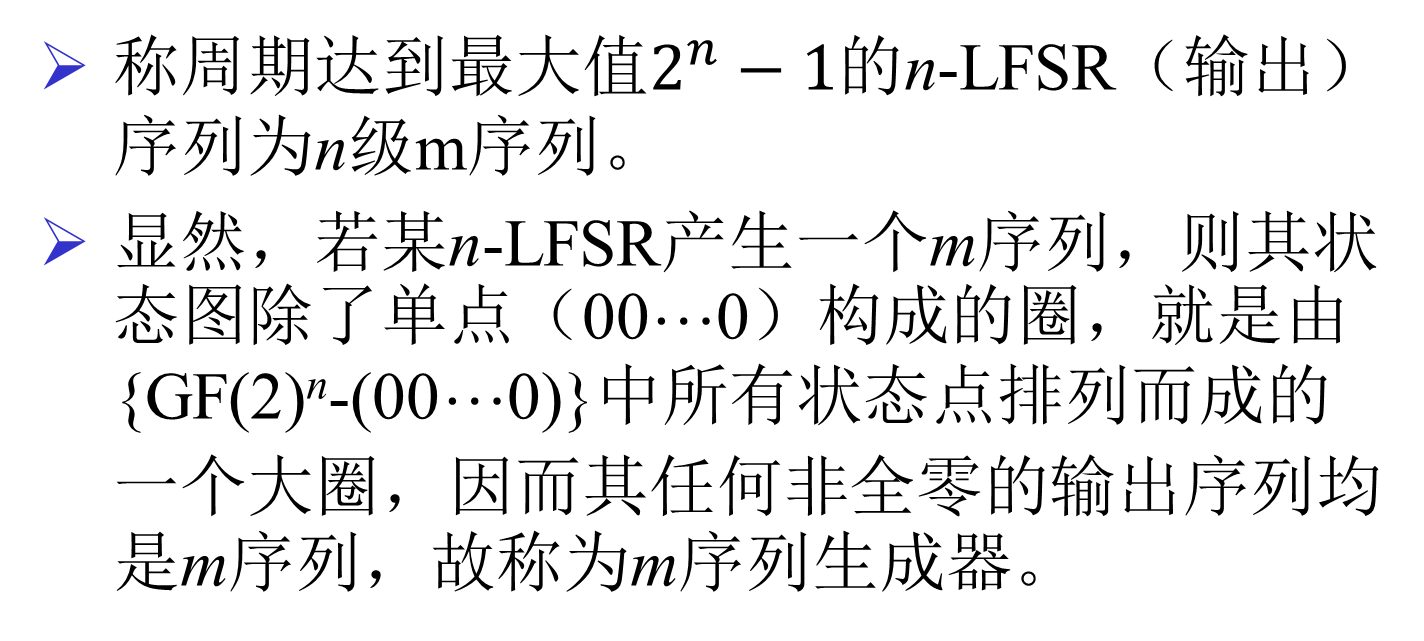 ➢ 称周期达到最大值2ⁿ − 1的n-LFSR（输出）
序列为n级m序列。
➢ 显然，若某n-LFSR产生一个m序列，则其状
态图除了单点（00⋯0）构成的圈，就是由
{GF(2)ⁿ-(00⋯0)}中所有状态点排列而成的
一个大圈，因而其任何非全零的输出序列均
是m序列，故称为m序列生成器。